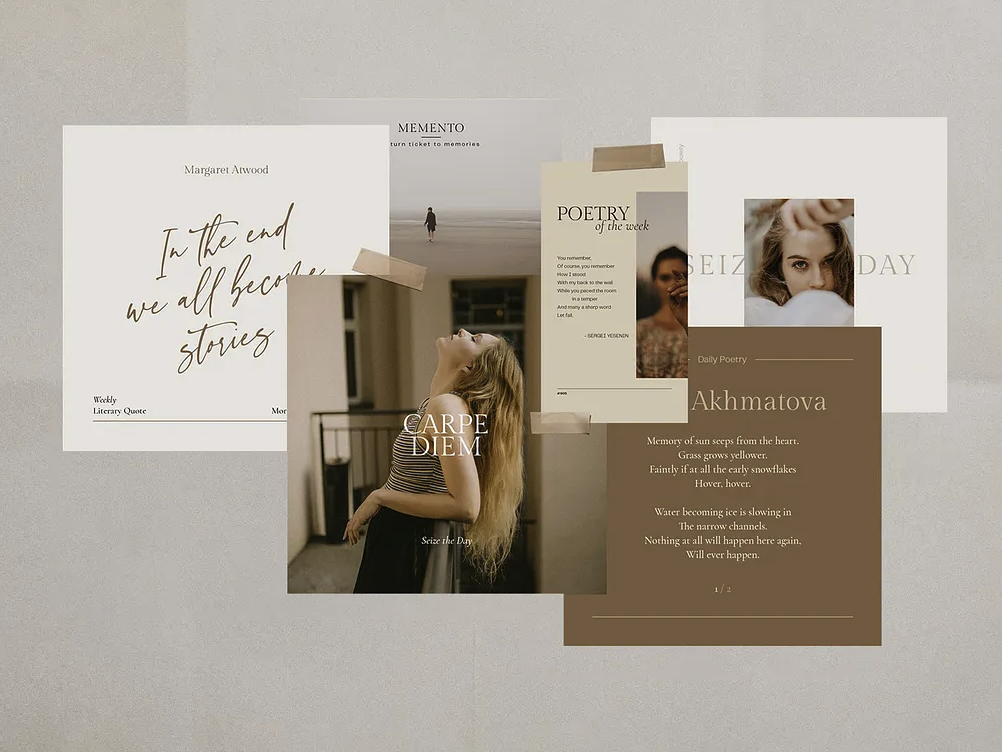 Margaret Atwood
In the end
we all become
stories
Weekly
Literary Quote
MEMENTO
turn ticket to memories
CARPE
DIEM
Seize the Day
POETRY
of the week
You remember,
Of course, you remember
How I stood
With my back to the wall
While you paced the room
in a temper
And many a sharp word
Let fall.
- SERGEI YESENIN
SEIZ DAY
Daily Poetry
Akhmatova
Memory of sun seeps from the heart.
Grass grows yellower.
Faintly if at all the early snowflakes
Hover, hover.
Water becoming ice is slowing in
The narrow channels.
Nothing at all will happen here again,
Will ever happen.
1 / 2